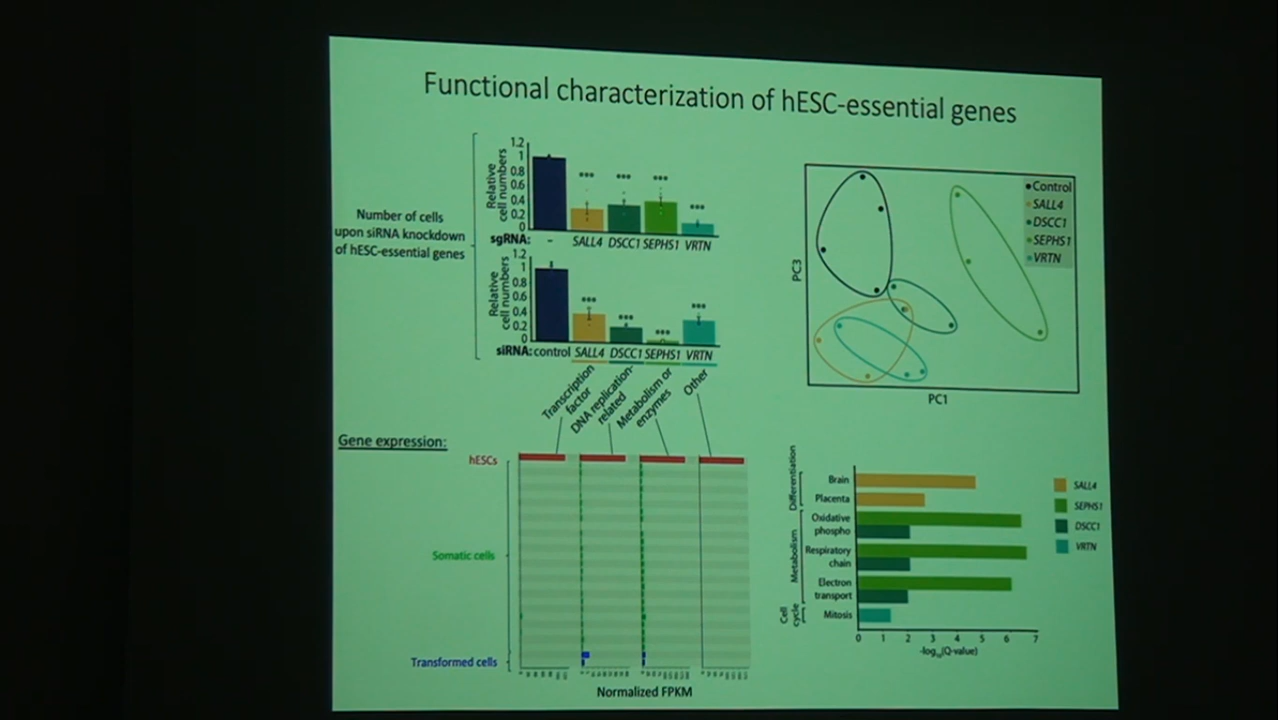 Functional characterization of hESC-essential genes
Number of cells
upon siRNA knockdown
of hESC-essential genes
Relative
cell numbers
1.2
1
0.8
0.6
0.4
0.2
0
***
***
***
***
sgRNA: - SALL4 DSCC1 SEPHS1 VRTN
Relative
cell numbers
1.2
1
0.8
0.6
0.4
0.2
0
***
***
***
***
siRNA: control SALL4 DSCC1 SEPHS1 VRTN
Transcription
factor
DNA replication-
related
Metabolism or
enzymes
Other
Gene expression:
hESCs
Somatic cells
Transformed cells
Normalized FPKM
Control
SALL4
DSCC1
SEPHS1
VRTN
PC3
PC1
Differentiation
Metabolism
Cell
cycle
Brain
Placenta
Oxidative
phospho
Respiratory
chain
Electron
transport
Mitosis
0 1 2 3 4 5 6 7
-log10(Q-value)
SALL4
SEPHS1
DSCC1
VRTN